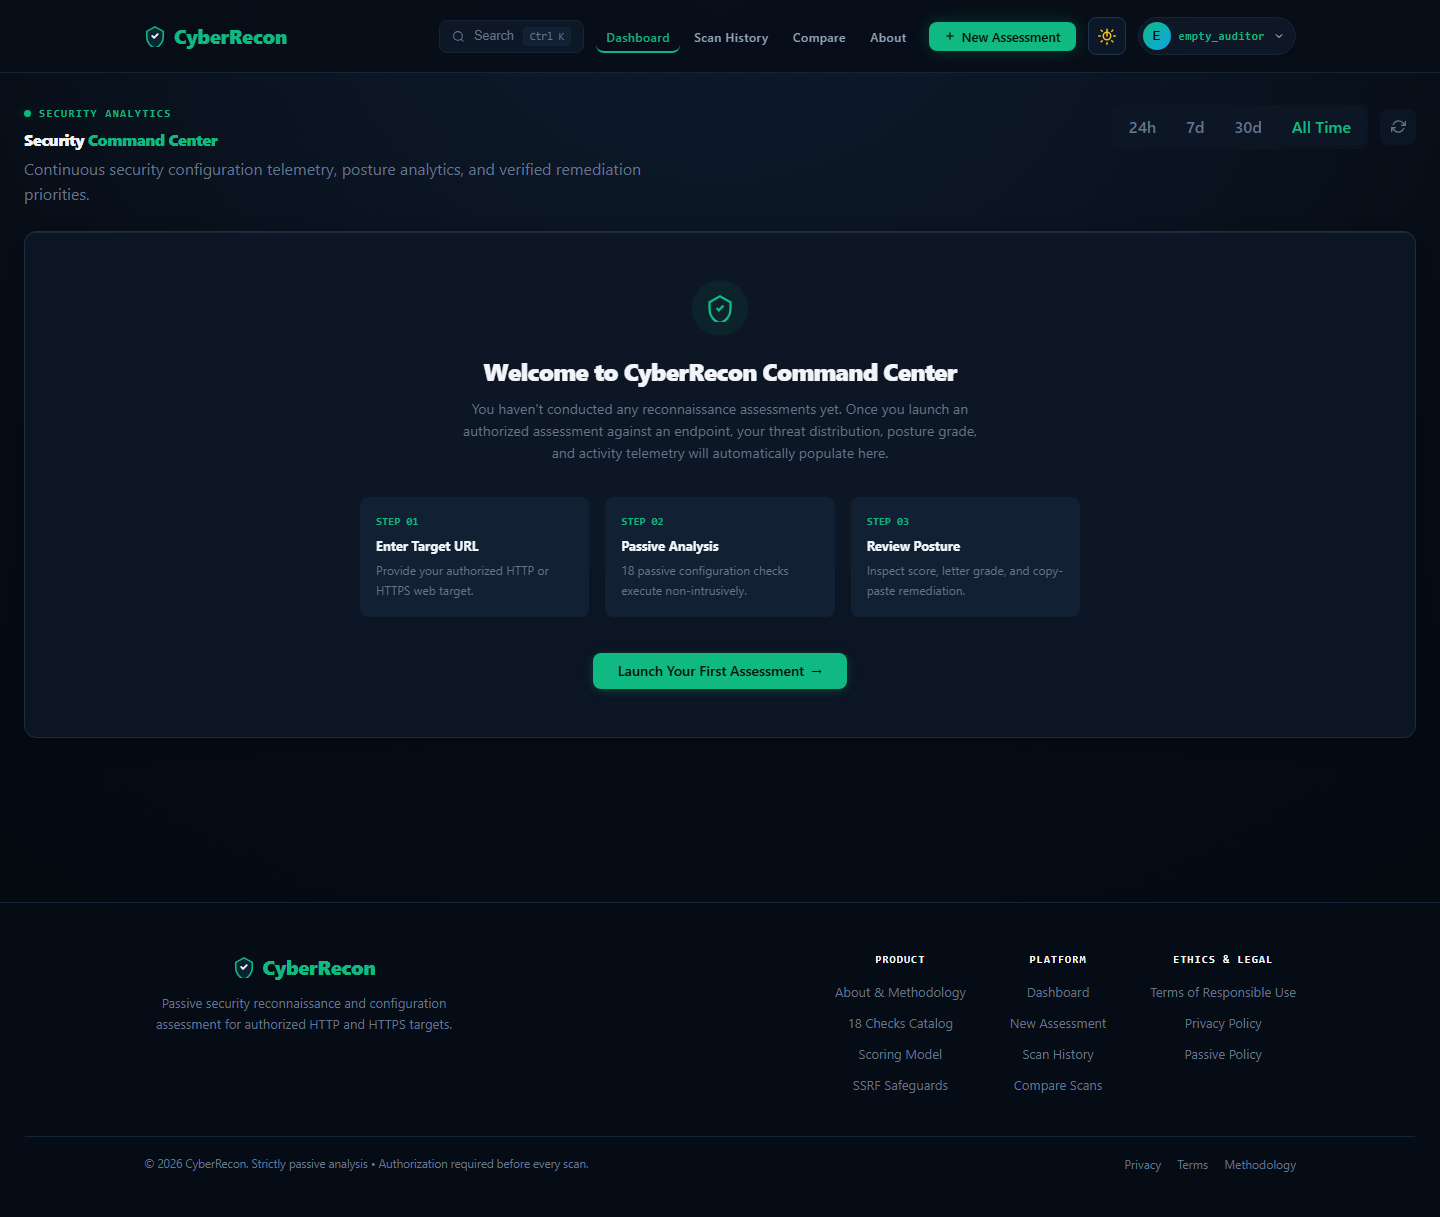 CyberRecon
Search Ctrl K
Dashboard
Scan History
Compare
About
+ New Assessment
E empty_auditor
SECURITY ANALYTICS
Security Command Center
Continuous security configuration telemetry, posture analytics, and verified remediation
priorities.
24h 7d 30d All Time
Welcome to CyberRecon Command Center
You haven't conducted any reconnaissance assessments yet. Once you launch an
authorized assessment against an endpoint, your threat distribution, posture grade,
and activity telemetry will automatically populate here.
STEP 01
Enter Target URL
Provide your authorized HTTP or
HTTPS web target.
STEP 02
Passive Analysis
18 passive configuration checks
execute non-intrusively.
STEP 03
Review Posture
Inspect score, letter grade, and copy-
paste remediation.
Launch Your First Assessment →
CyberRecon
Passive security reconnaissance and configuration
assessment for authorized HTTP and HTTPS targets.
PRODUCT
About & Methodology
18 Checks Catalog
Scoring Model
SSRF Safeguards
PLATFORM
Dashboard
New Assessment
Scan History
Compare Scans
ETHICS & LEGAL
Terms of Responsible Use
Privacy Policy
Passive Policy
© 2026 CyberRecon. Strictly passive analysis • Authorization required before every scan.
Privacy Terms Methodology